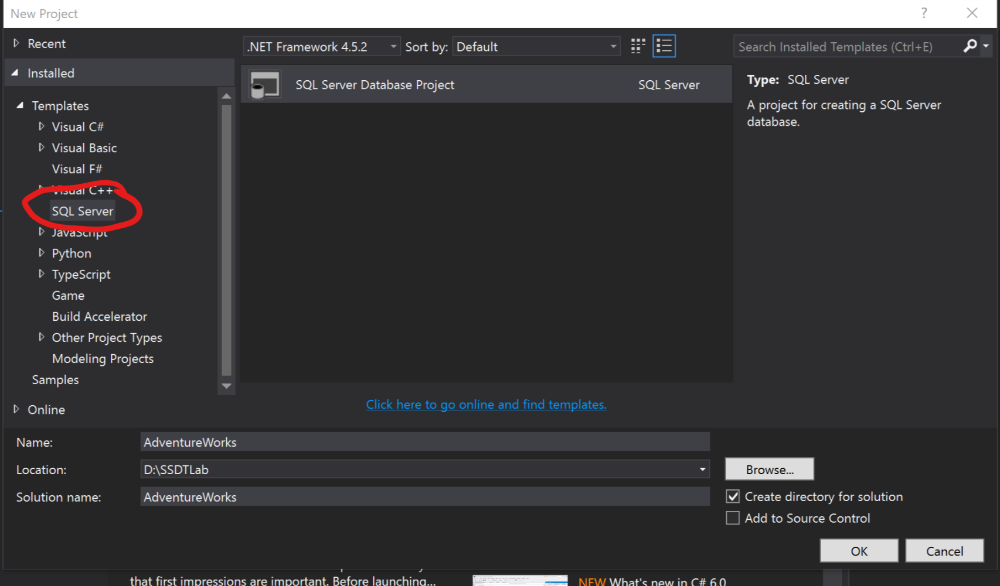 New Project
?
Recent
.NET Framework 4.5.2
Sort by:
Default
Search Installed Templates (Ctrl+E)
Installed
SQL Server Database Project
SQL Server
Type: SQL Server
A project for creating a SQL Server
database.
Templates
Visual C#
Visual Basic
Visual F#
Visual C++
SQL Server
JavaScript
Python
TypeScript
Game
Build Accelerator
Other Project Types
Modeling Projects
Samples
Online
Click here to go online and find templates.
Name:
AdventureWorks
Location:
D:\SSDTLab
Browse...
Solution name:
AdventureWorks
Create directory for solution
Add to Source Control
OK
Cancel
that first impressions are important. Before launching...
NEW What's new in C# 6.0